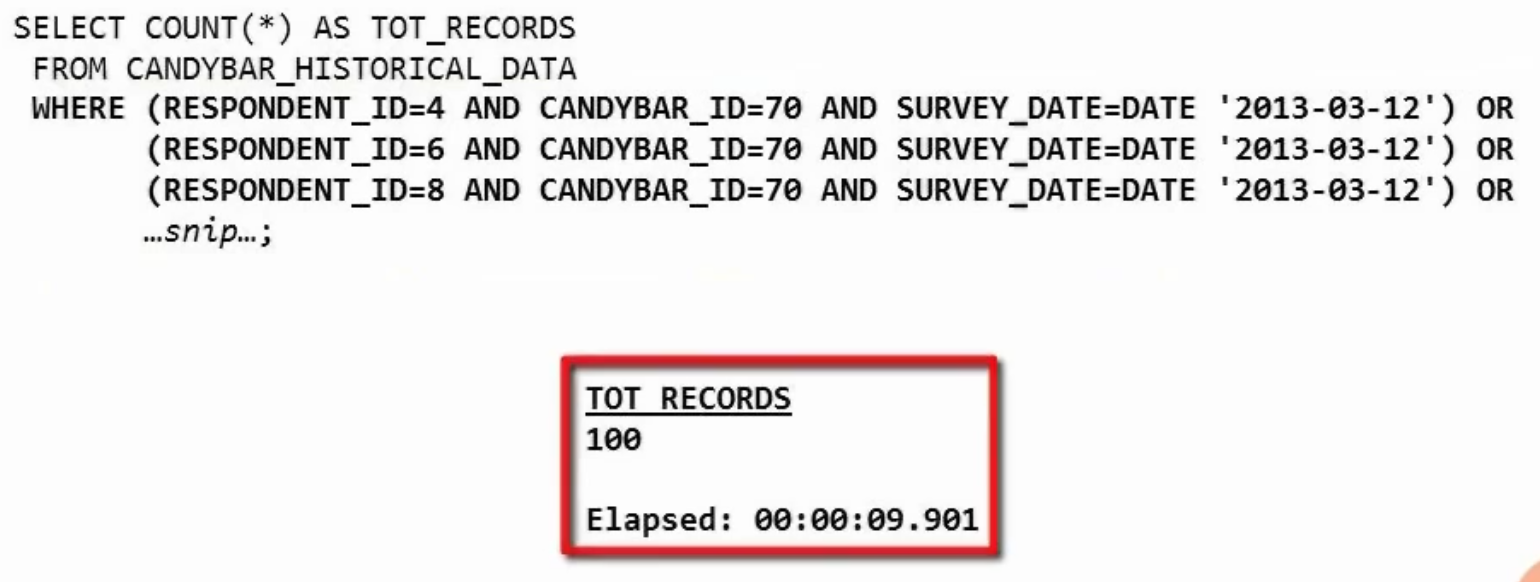 SELECT COUNT(*) AS TOT_RECORDS
FROM CANDYBAR_HISTORICAL_DATA
WHERE (RESPONDENT_ID=4 AND CANDYBAR_ID=70 AND SURVEY_DATE=DATE '2013-03-12') OR
(RESPONDENT_ID=6 AND CANDYBAR_ID=70 AND SURVEY_DATE=DATE '2013-03-12') OR
(RESPONDENT_ID=8 AND CANDYBAR_ID=70 AND SURVEY_DATE=DATE '2013-03-12') OR
…snip…;
TOT_RECORDS
100
Elapsed: 00:00:09.901